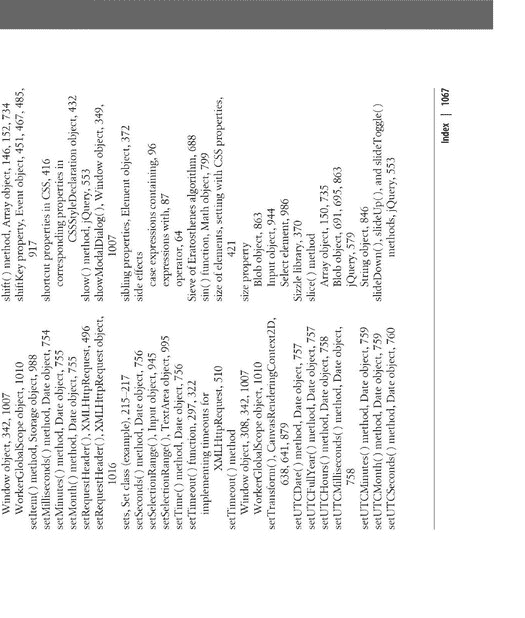 Window object, 342, 1007
WorkerGlobalScope object, 1010
setItem() method, Storage object, 988
setMilliseconds() method, Date object, 754
setMinutes() method, Date object, 755
setMonth() method, Date object, 755
setRequestHeader(), XMLHttpRequest, 496
setRequestHeader(), XMLHttpRequest object,
1016
sets, Set class (example), 215–217
setSeconds() method, Date object, 756
setSelectionRange(), Input object, 945
setSelectionRange(), TextArea object, 995
setTime() method, Date object, 756
setTimeout() function, 297, 322
implementing timeouts for
XMLHttpRequest, 510
setTimeout() method
Window object, 308, 342, 1007
WorkerGlobalScope object, 1010
setTransform(), CanvasRenderingContext2D,
638, 641, 879
setUTCDate() method, Date object, 757
setUTCFullYear() method, Date object, 757
setUTCHours() method, Date object, 758
setUTCMilliseconds() method, Date object,
758
setUTCMinutes() method, Date object, 759
setUTCMonth() method, Date object, 759
setUTCSeconds() method, Date object, 760
shift() method, Array object, 146, 152, 734
shiftKey property, Event object, 451, 467, 485,
917
shortcut properties in CSS, 416
corresponding properties in
CSSStyleDeclaration object, 432
show() method, jQuery, 553
showModalDialog(), Window object, 349,
1007
sibling properties, Element object, 372
side effects
case expressions containing, 96
expressions with, 87
operator, 64
Sieve of Eratosthenes algorithm, 688
sin() function, Math object, 799
size of elements, setting with CSS properties,
421
size property
Blob object, 863
Input object, 944
Select element, 986
Sizzle library, 370
slice() method
Array object, 150, 735
Blob object, 691, 695, 863
jQuery, 579
String object, 846
slideDown(), slideUp(), and slideToggle()
methods, jQuery, 553
Index | 1067